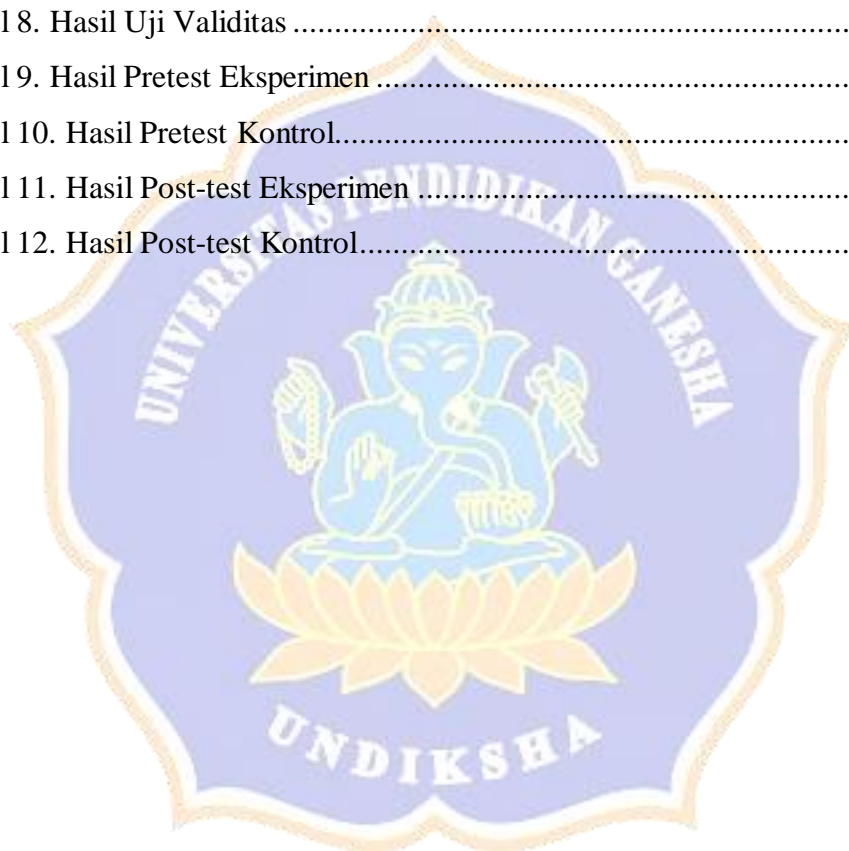 l 8. Hasil Uji Validitas ........................................................................
l 9. Hasil Pretest Eksperimen ............................................................
l 10. Hasil Pretest Kontrol..................................................................
l 11. Hasil Post-test Eksperimen .......................................................
l 12. Hasil Post-test Kontrol...............................................................
UNIVERSITAS PENDIDIKAN GANESHA
UNDIKSHA